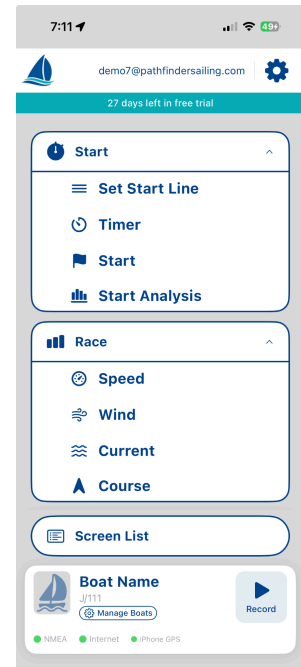 7:11
49
demo7@pathfindersailing.com
27 days left in free trial
Start
Set Start Line
Timer
Start
Start Analysis
Race
Speed
Wind
Current
Course
Screen List
Boat Name
J/111
Manage Boats
Record
NMEA Internet iPhone GPS